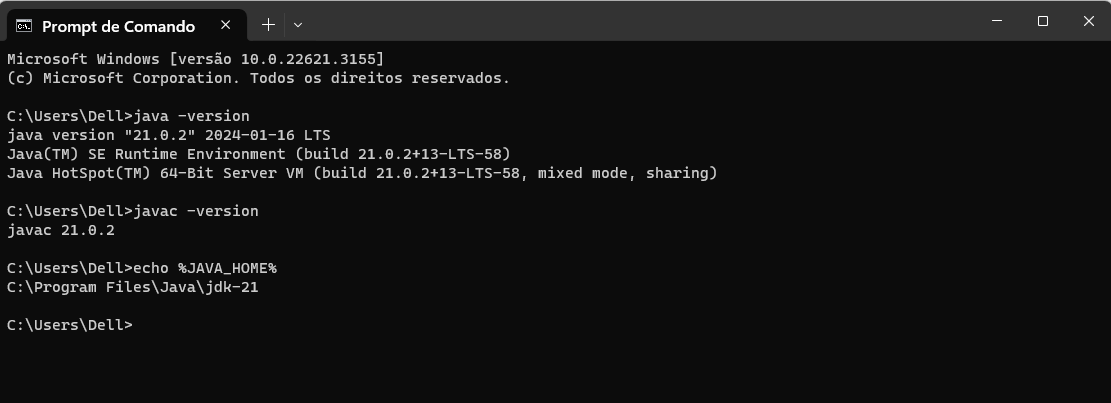 Prompt de Comando
Microsoft Windows [versão 10.0.22621.3155]
(c) Microsoft Corporation. Todos os direitos reservados.
C:\Users\Dell>java -version
java version "21.0.2" 2024-01-16 LTS
Java(TM) SE Runtime Environment (build 21.0.2+13-LTS-58)
Java HotSpot(TM) 64-Bit Server VM (build 21.0.2+13-LTS-58, mixed mode, sharing)
C:\Users\Dell>javac -version
javac 21.0.2
C:\Users\Dell>echo %JAVA_HOME%
C:\Program Files\Java\jdk-21
C:\Users\Dell>